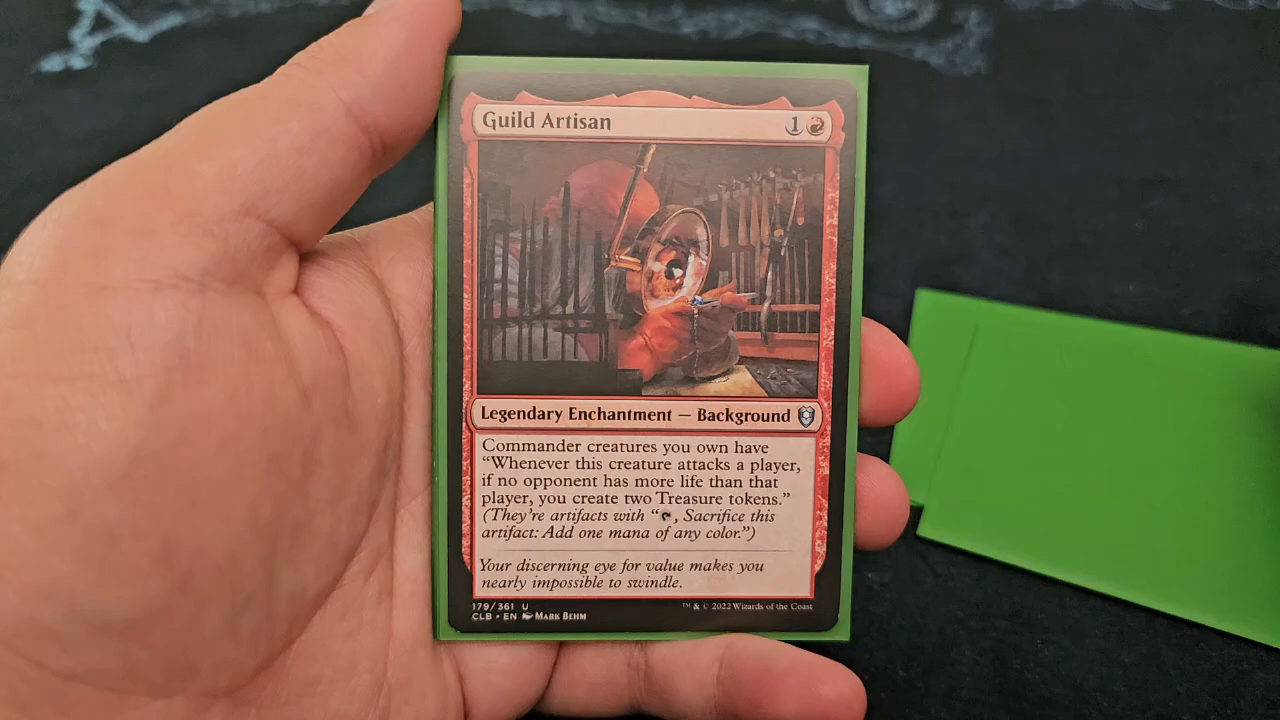 Guild Artisan 1
Legendary Enchantment — Background
Commander creatures you own have
“Whenever this creature attacks a player,
if no opponent has more life than that
player, you create two Treasure tokens.”
(They’re artifacts with “, Sacrifice this
artifact: Add one mana of any color.”)
Your discerning eye for value makes you
nearly impossible to swindle.
179/361 U
CLB • EN Mark Behm
™ & © 2022 Wizards of the Coast